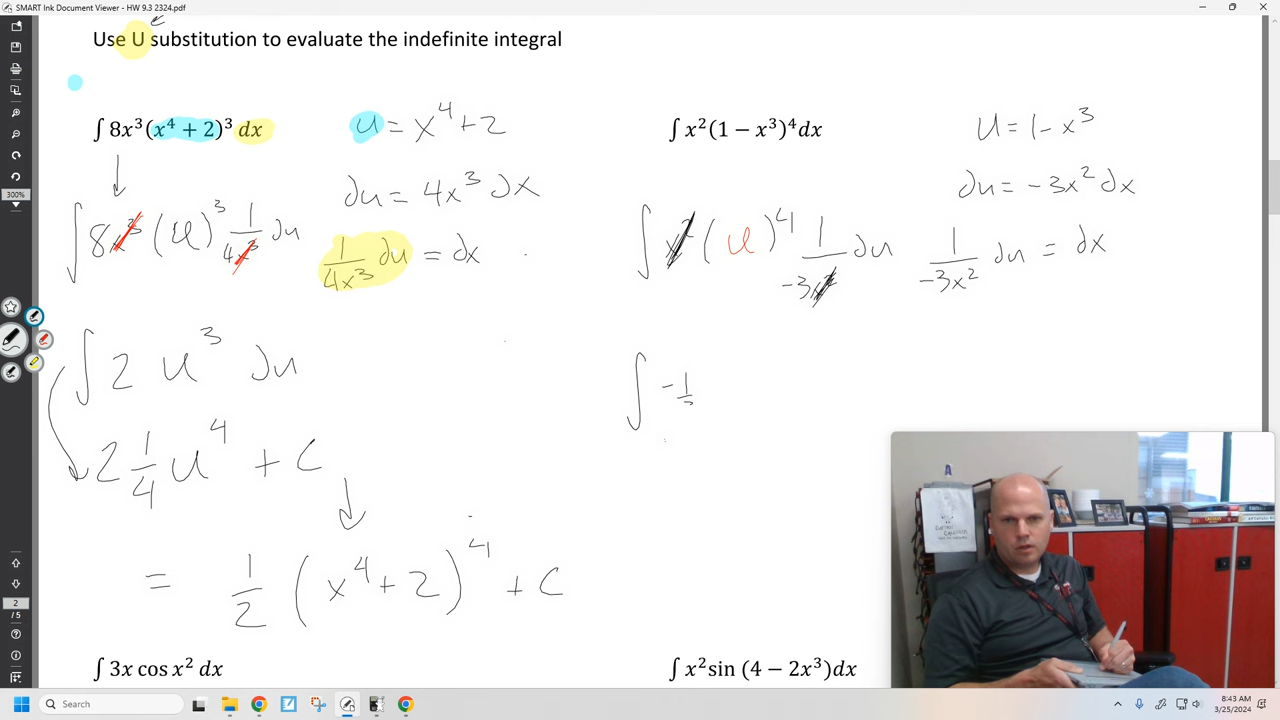 SMART Ink Document Viewer - HW 9.3 2324.pdf
Use U substitution to evaluate the indefinite integral
∫ 8x³(x⁴ + 2)³ dx
u = x⁴ + 2
du = 4x³ dx
1/(4x³) du = dx
∫ 8x³ (u)³ 1/(4x³) du
∫ 2 u³ du
2 1/4 u⁴ + C
= 1/2 (x⁴ + 2)⁴ + C
∫ x²(1 − x³)⁴dx
U = 1 - x³
du = -3x² dx
1/(-3x²) du = dx
∫ x² (u)⁴ 1/(-3x²) du
∫ -1
∫ 3x cos x² dx
∫ x²sin (4 − 2x³)dx
300%
2
/ 5
Search
8:43 AM
3/25/2024